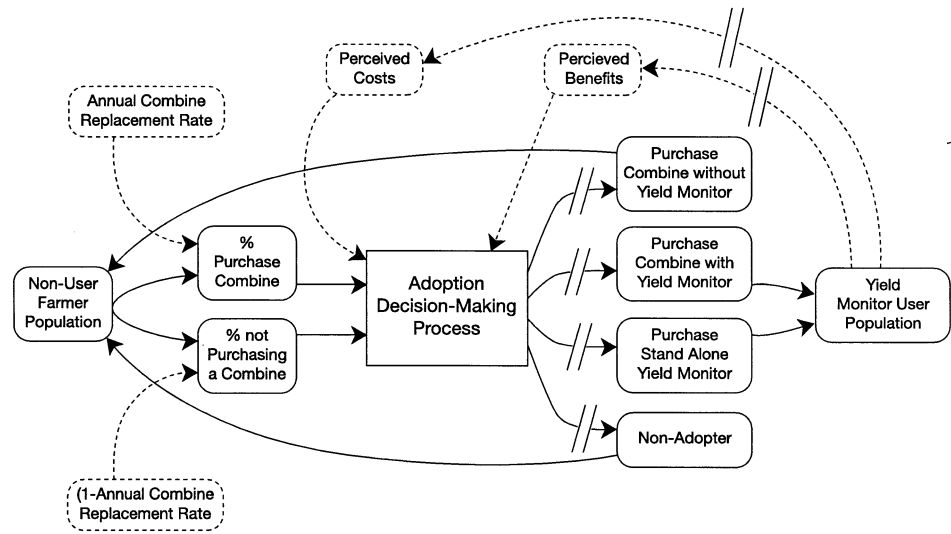 Perceived
Costs
Percieved
Benefits
Annual Combine
Replacement Rate
Purchase
Combine without
Yield Monitor
%
Purchase
Combine
Purchase
Combine with
Yield Monitor
Non-User
Farmer
Population
Adoption
Decision-Making
Process
Yield
Monitor User
Population
% not
Purchasing
a Combine
Purchase
Stand Alone
Yield Monitor
Non-Adopter
(1-Annual Combine
Replacement Rate